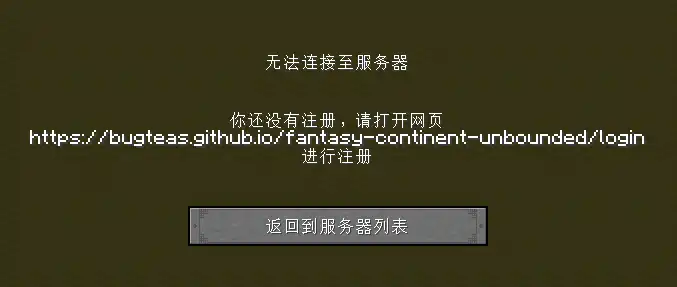 无法连接至服务器
你还没有注册，请打开网页
https://bugteas.github.io/fantasy-continent-unbounded/login
进行注册
返回到服务器列表